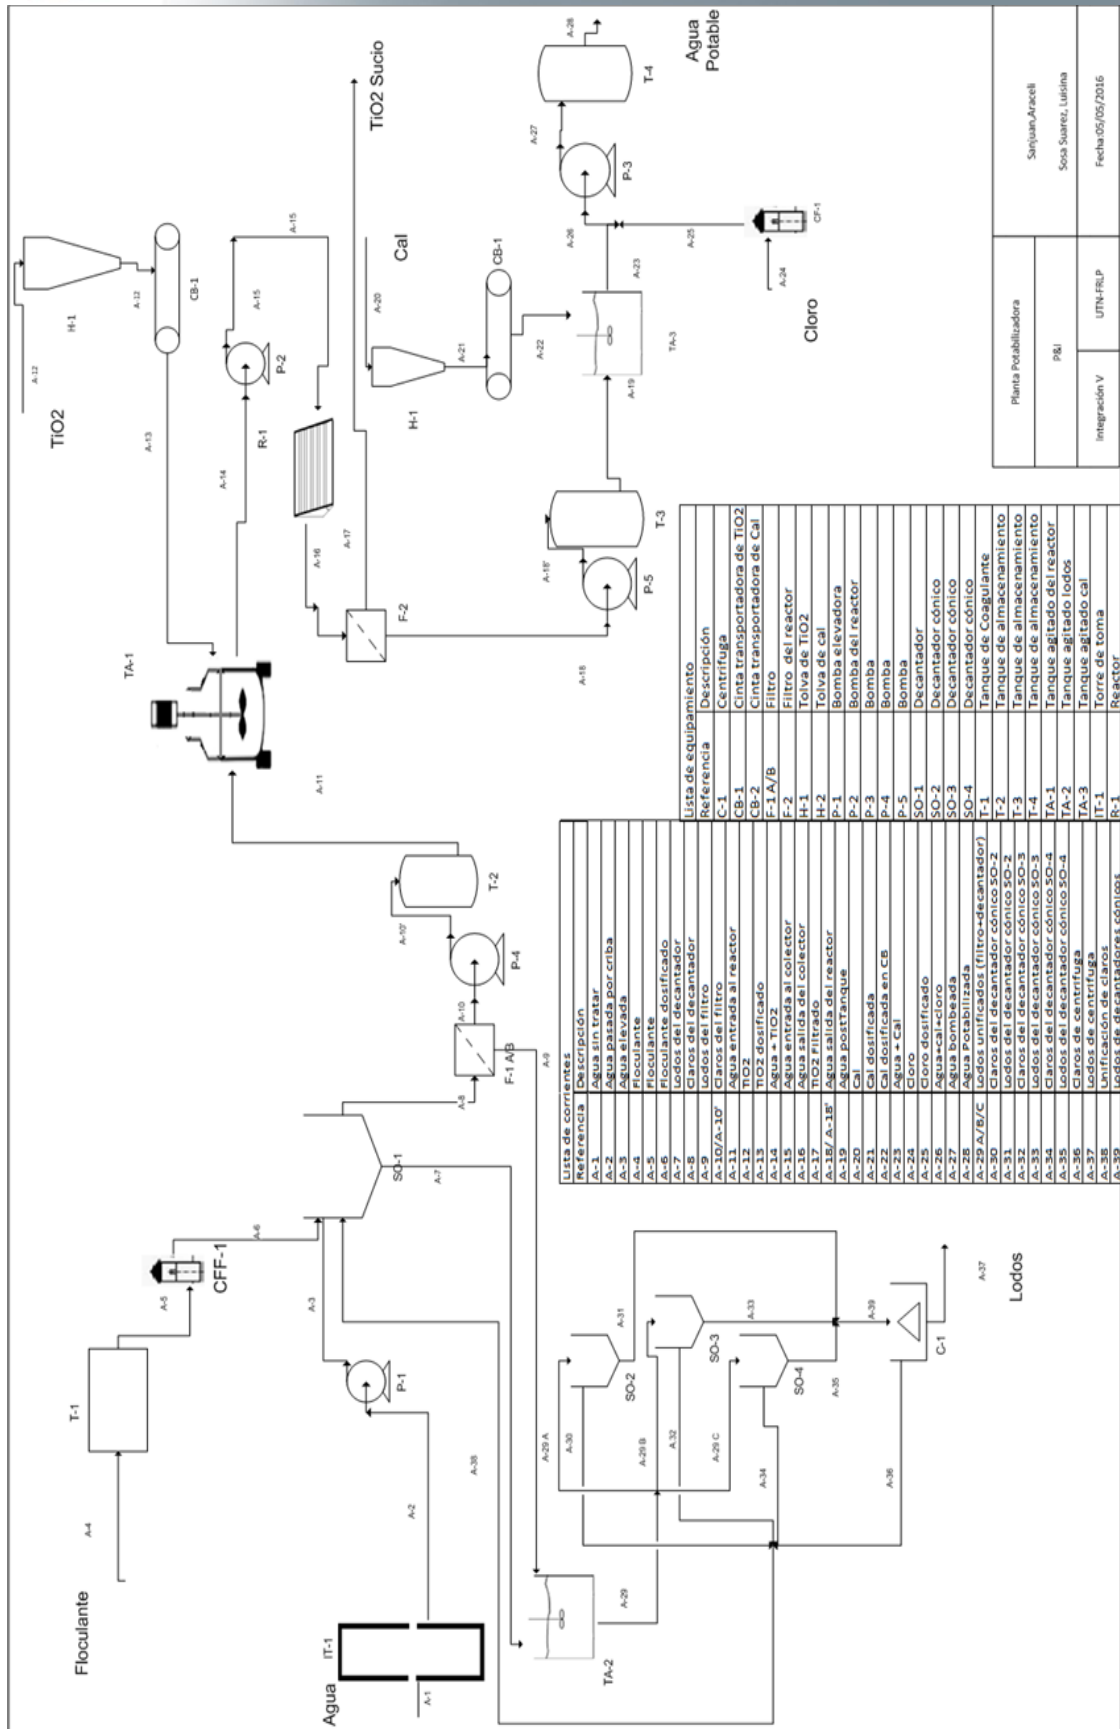 Agua
IT-1
A-1
Floculante
A-4
T-1
A-5
CFF-1
A-6
A-2
P-1
A-3
A-38
SO-1
A-7
A-8
F-1 A/B
A-9
A-10
P-4
A-10'
T-2
A-11
TA-1
TiO2
A-12
H-1
A-12
CB-1
A-13
A-14
R-1
P-2
A-15
A-15
A-16
A-17
F-2
TiO2 Sucio
A-18
P-5
A-18'
T-3
A-19
Cal
A-20
H-1
A-21
CB-1
A-22
TA-3
A-23
Cloro
A-24
CF-1
A-25
A-26
P-3
A-27
T-4
A-28
Agua
Potable
TA-2
A-29
A-29 A
A-30
A-29 B
A-32
A-29 C
A-34
A-36
SO-2
A-31
SO-3
A-33
SO-4
A-35
A-39
C-1
A-37
Lodos
Lista de corrientes
Referencia Descripción
A-1 Agua sin tratar
A-2 Agua pasada por criba
A-3 Agua elevada
A-4 Floculante
A-5 Floculante
A-6 Floculante dosificado
A-7 Lodos del decantador
A-8 Claros del decantador
A-9 Lodos del filtro
A-10/A-10' Claros del filtro
A-11 Agua entrada al reactor
A-12 TiO2
A-13 TiO2 dosificado
A-14 Agua + TiO2
A-15 Agua entrada al colector
A-16 Agua salida del colector
A-17 TiO2 Filtrado
A-18/ A-18' Agua salida del reactor
A-19 Agua postTanque
A-20 Cal
A-21 Cal dosificada
A-22 Cal dosificada en CB
A-23 Agua + Cal
A-24 Cloro
A-25 Cloro dosificado
A-26 Agua+cal+cloro
A-27 Agua bombeada
A-28 Agua Potabilizada
A-29 A/B/C Lodos unificados (filtro+decantador)
A-30 Claros del decantador cónico SO-2
A-31 Lodos del decantador cónico SO-2
A-32 Claros del decantador cónico SO-3
A-33 Lodos del decantador cónico SO-3
A-34 Claros del decantador cónico SO-4
A-35 Lodos del decantador cónico SO-4
A-36 Claros de centrifuga
A-37 Lodos de centrifuga
A-38 Unificación de claros
A-39 Lodos de decantadores cónicos
Lista de equipamiento
Referencia Descripción
C-1 Centrifuga
CB-1 Cinta transportadora de TiO2
CB-2 Cinta transportadora de Cal
F-1 A/B Filtro
F-2 Filtro del reactor
H-1 Tolva de TiO2
H-2 Tolva de cal
P-1 Bomba elevadora
P-2 Bomba del reactor
P-3 Bomba
P-4 Bomba
P-5 Bomba
SO-1 Decantador
SO-2 Decantador cónico
SO-3 Decantador cónico
SO-4 Decantador cónico
T-1 Tanque de Coagulante
T-2 Tanque de almacenamiento
T-3 Tanque de almacenamiento
T-4 Tanque de almacenamiento
TA-1 Tanque agitado del reactor
TA-2 Tanque agitado lodos
TA-3 Tanque agitado cal
IT-1 Torre de toma
R-1 Reactor
Planta Potabilizadora
P&I
Integración V
UTN-FRLP
Sanjuan,Araceli
Sosa Suarez, Luisina
Fecha:05/05/2016